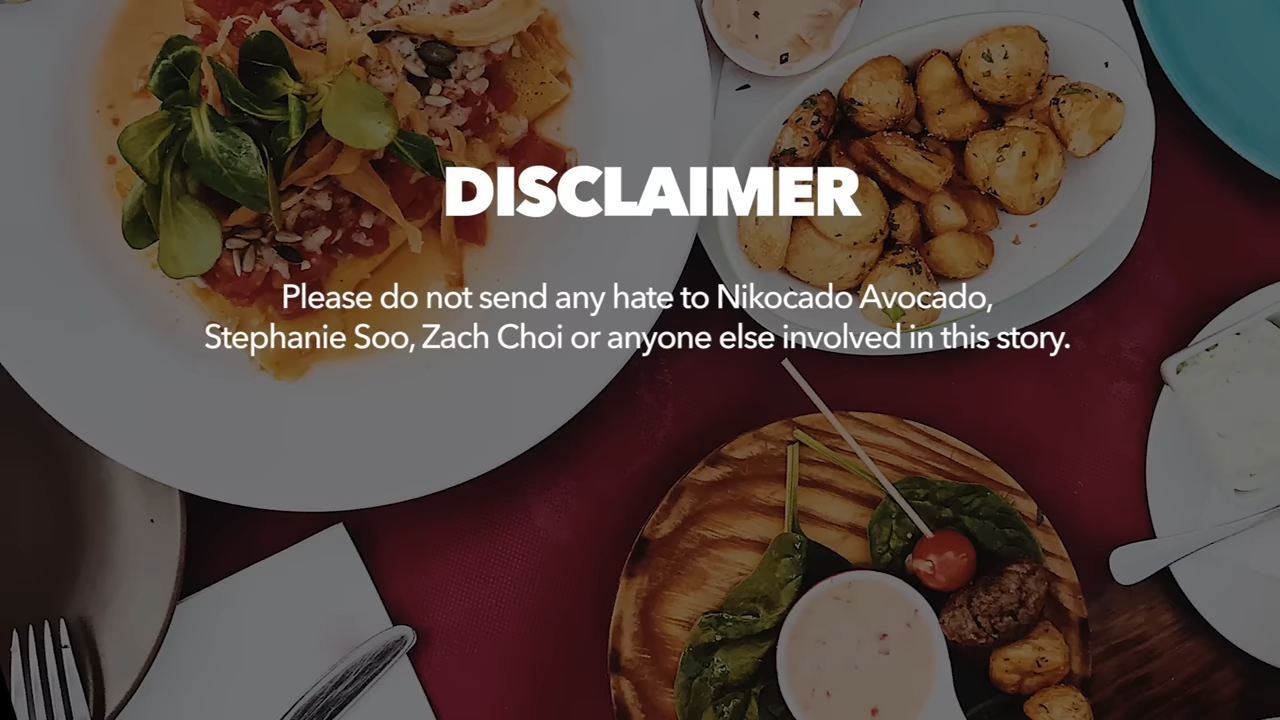 DISCLAIMER
Please do not send any hate to Nikocado Avocado,
Stephanie Soo, Zach Choi or anyone else involved in this story.